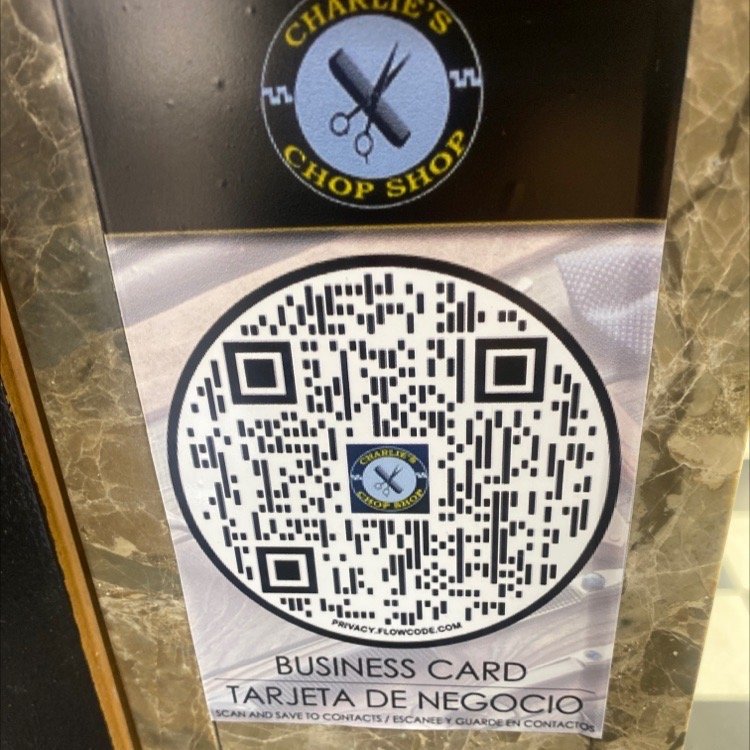 CHARLIE'S
CHOP SHOP
CHARLIE'S
CHOP SHOP
PRIVACY.FLOWCODE.COM
BUSINESS CARD
TARJETA DE NEGOCIO
SCAN AND SAVE TO CONTACTS / ESCANEE Y GUARDE EN CONTACTOS